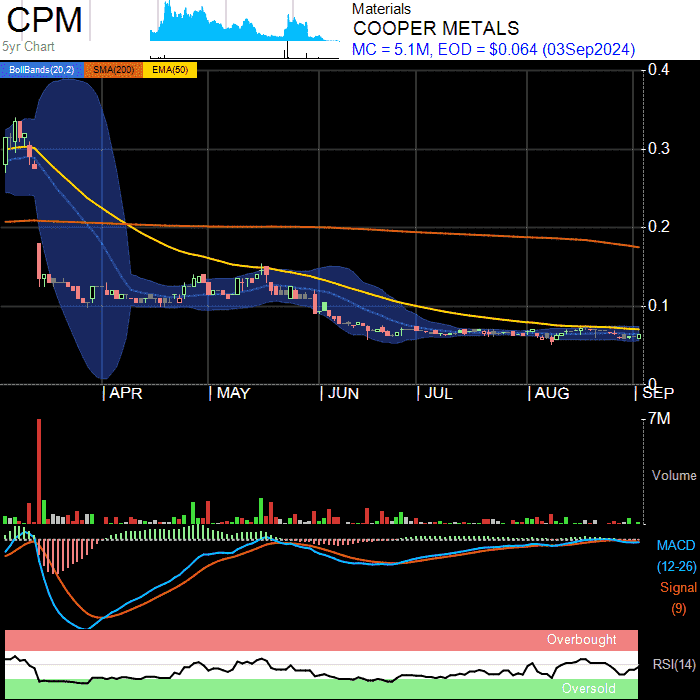 CPM
5yr Chart
Materials
COOPER METALS
MC = 5.1M, EOD = $0.064 (03Sep2024)
BollBands(20,2) SMA(200) EMA(50)
0.4
0.3
0.2
0.1
0
APR MAY JUN JUL AUG SEP
7M
Volume
MACD
(12-26)
Signal
(9)
Overbought
RSI(14)
Oversold